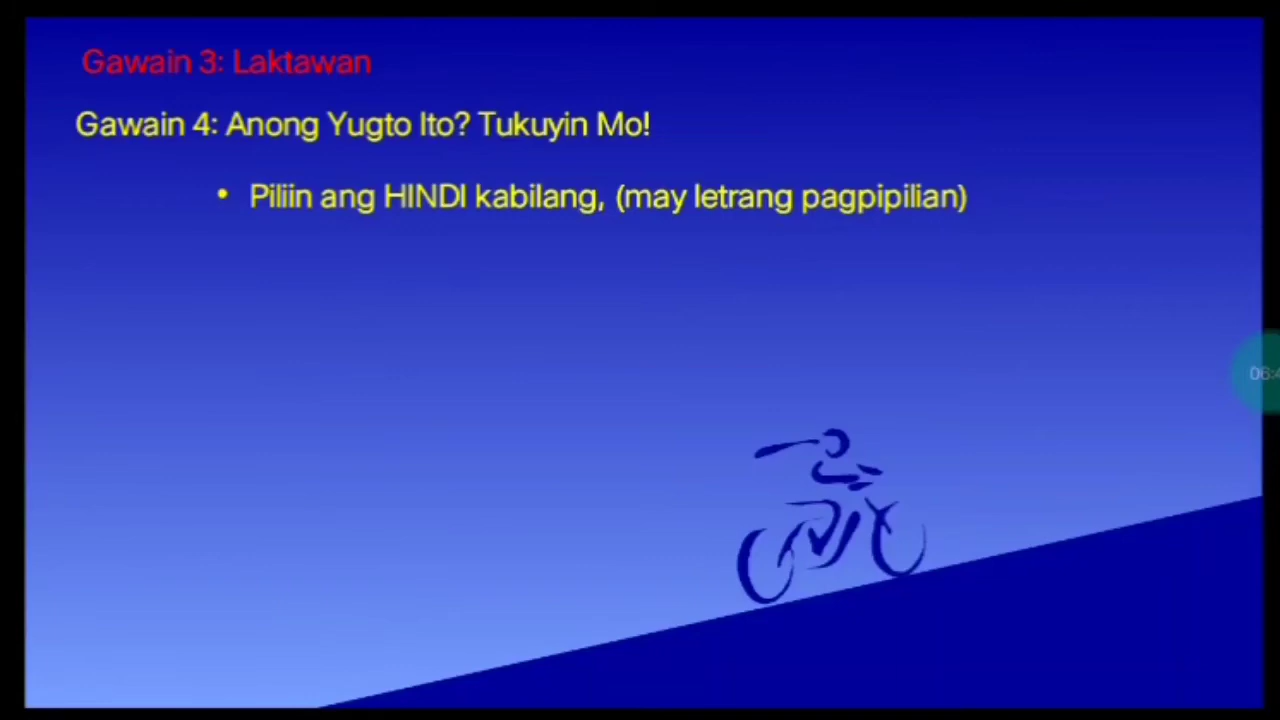 Gawain 3: Laktawan
Gawain 4: Anong Yugto Ito? Tukuyin Mo!
• Piliin ang HINDI kabilang, (may letrang pagpipilian)